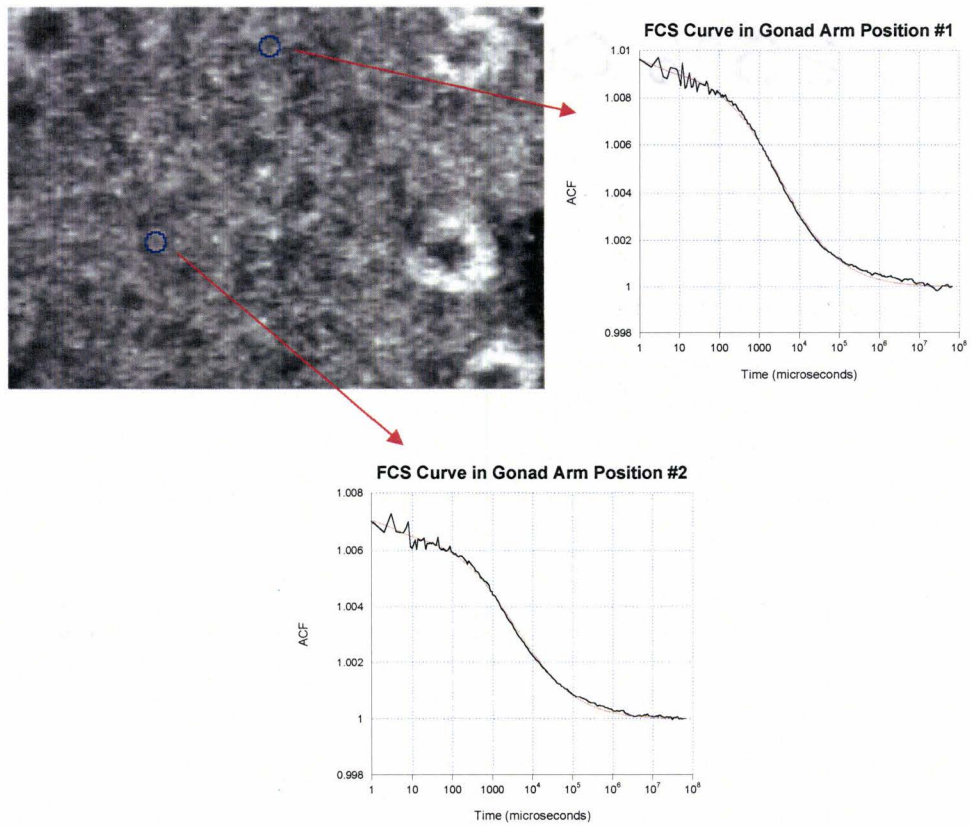 FCS Curve in Gonad Arm Position #1
1.01
1.008
1.006
1.004
1.002
1
0.998
ACF
1 10 100 1000 10⁴ 10⁵ 10⁶ 10⁷ 10⁸
Time (microseconds)
FCS Curve in Gonad Arm Position #2
1.008
1.006
1.004
1.002
1
0.998
ACF
1 10 100 1000 10⁴ 10⁵ 10⁶ 10⁷ 10⁸
Time (microseconds)